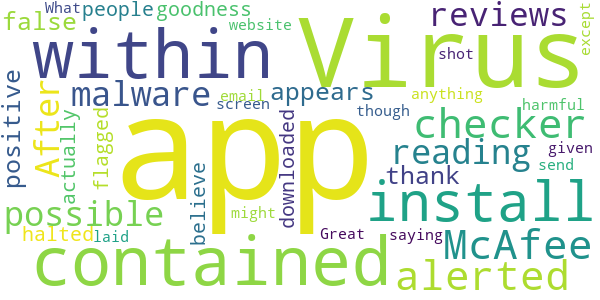 What people goodness
false website
reviews
except
within Virus
shot
positive After malware appears
email anything
screen though harmful
actually flagged downloaded checker
app
reading given
believe thank send
possible install
might
halted laid Great saying McAfee
contained alerted